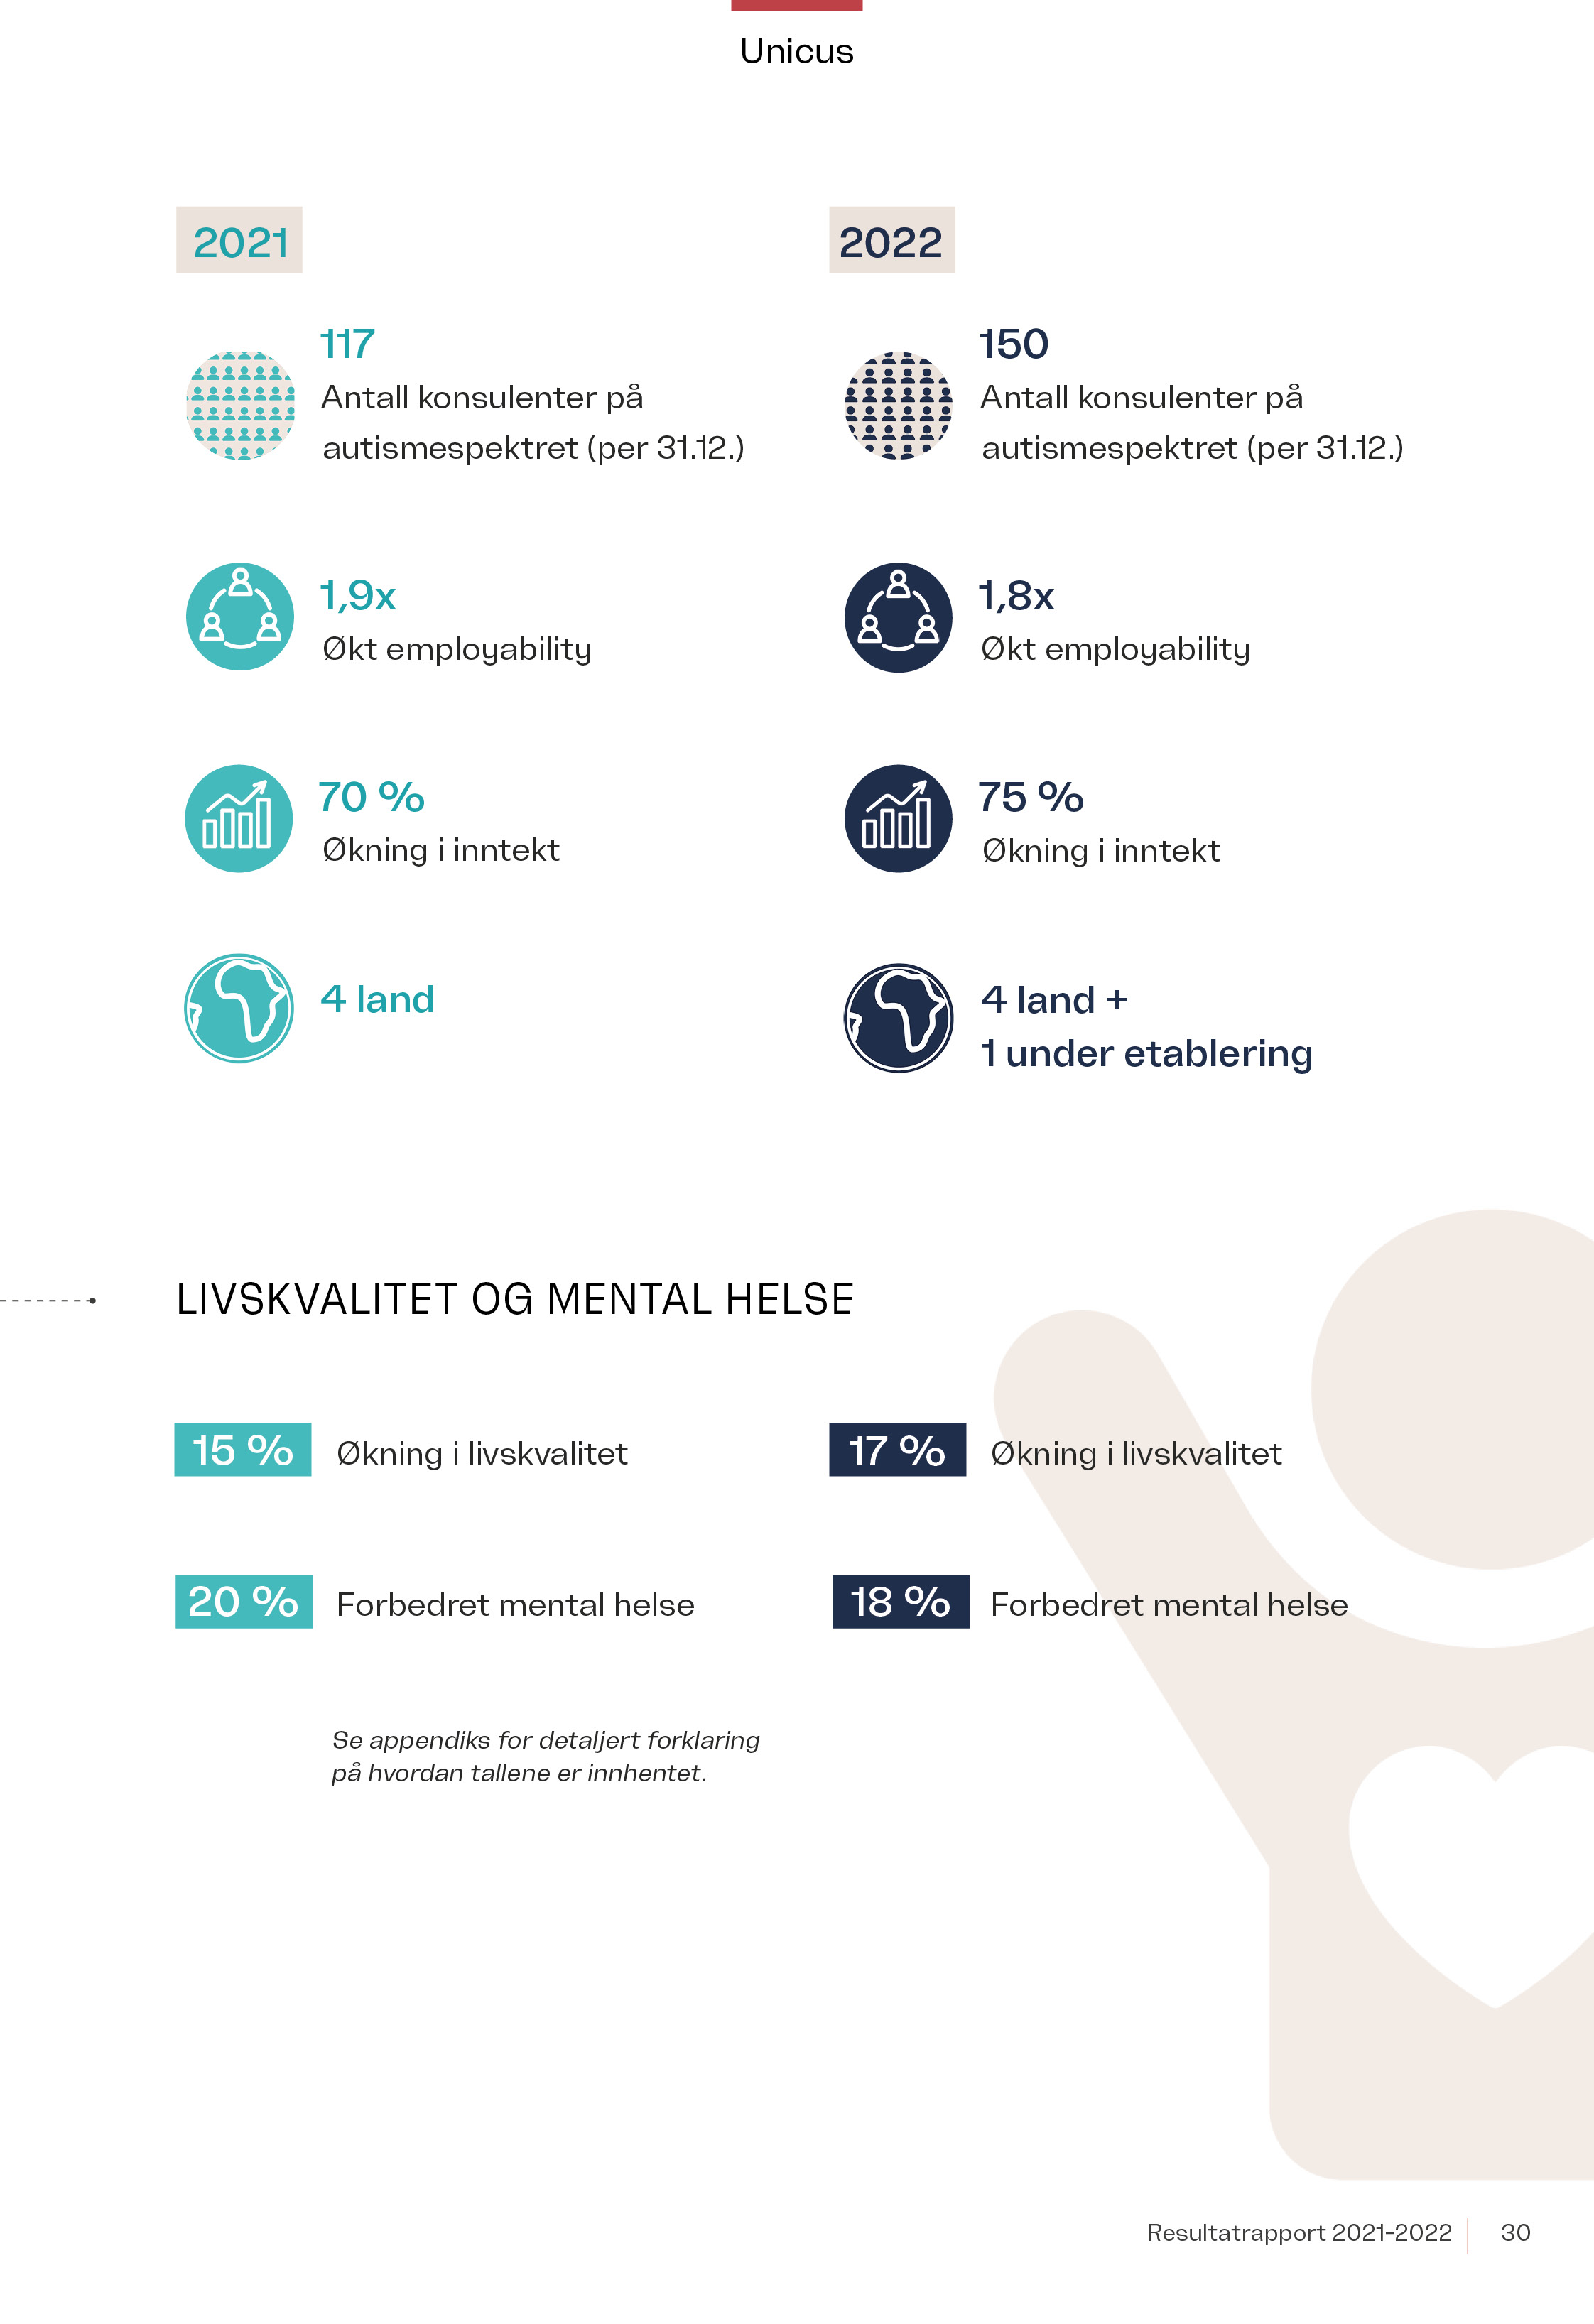 Unicus
2021
117
Antall konsulenter på
autismespektret (per 31.12.)
1,9x
Økt employability
70 %
Økning i inntekt
4 land
2022
150
Antall konsulenter på
autismespektret (per 31.12.)
1,8x
Økt employability
75 %
Økning i inntekt
4 land +
1 under etablering
LIVSKVALITET OG MENTAL HELSE
15 % Økning i livskvalitet
20 % Forbedret mental helse
17 % Økning i livskvalitet
18 % Forbedret mental helse
Se appendiks for detaljert forklaring
på hvordan tallene er innhentet.
Resultatrapport 2021-2022 30